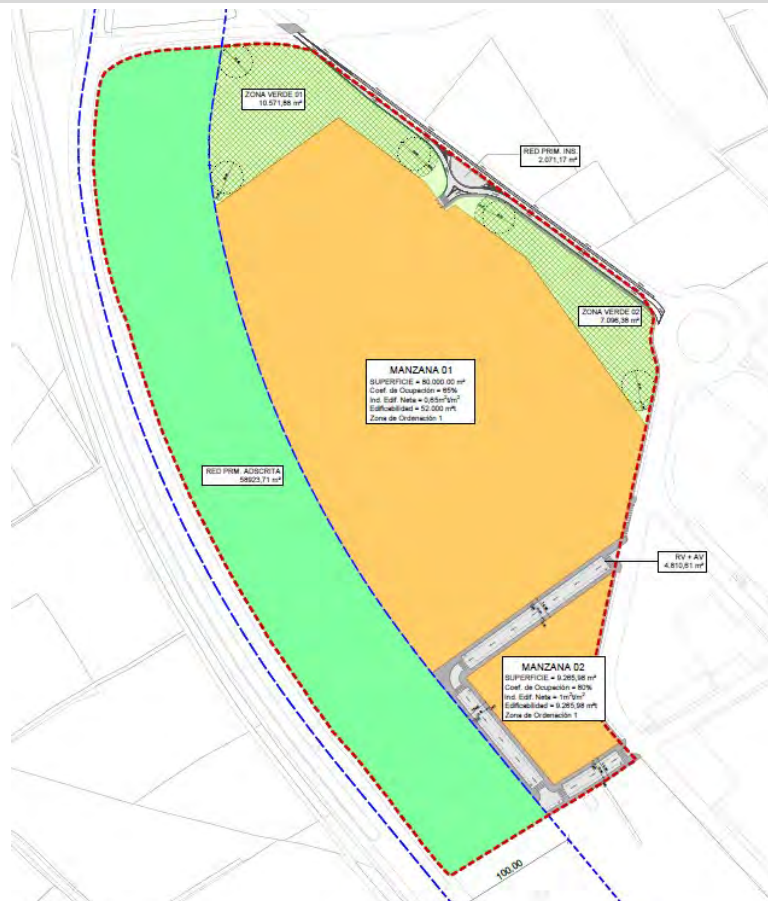 ZONA VERDE 01
10.571,88 m²
RED PRIM. INS.
2.071,17 m²
ZONA VERDE 02
7.096,38 m²
MANZANA 01
SUPERFICIE = 80.000.00 m²
Coef. de Ocupación = 65%
Ind. Edif. Neta = 0,65m²t/m²
Edificabilidad = 52.000 m²t
Zona de Ordenación 1
RED PRM. ADSCRITA
58923,71 m²
RV + AV
4.810,61 m²
MANZANA 02
SUPERFICIE = 9.265,98 m²
Coef. de Ocupación = 80%
Ind. Edif. Neta = 1m²t/m²
Edificabilidad = 9.265,98 m²t
Zona de Ordenación 1
100.00